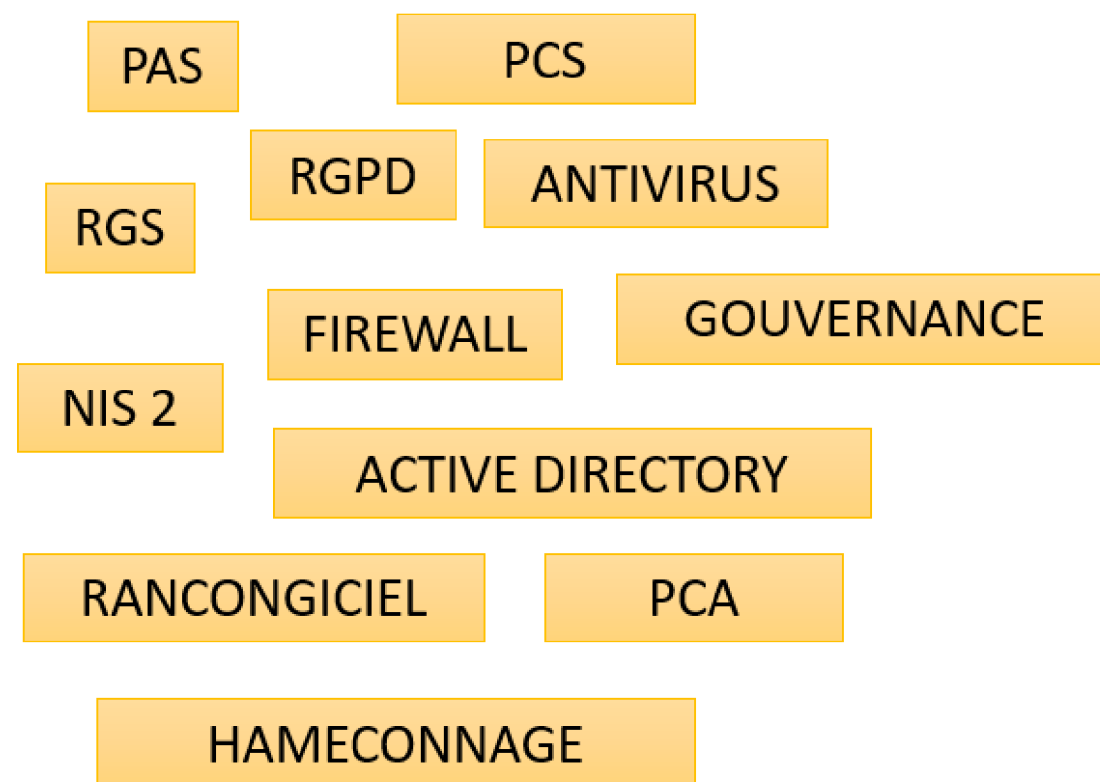 PAS
PCS
RGPD
ANTIVIRUS
RGS
FIREWALL
GOUVERNANCE
NIS 2
ACTIVE DIRECTORY
RANCONGICIEL
PCA
HAMECONNAGE